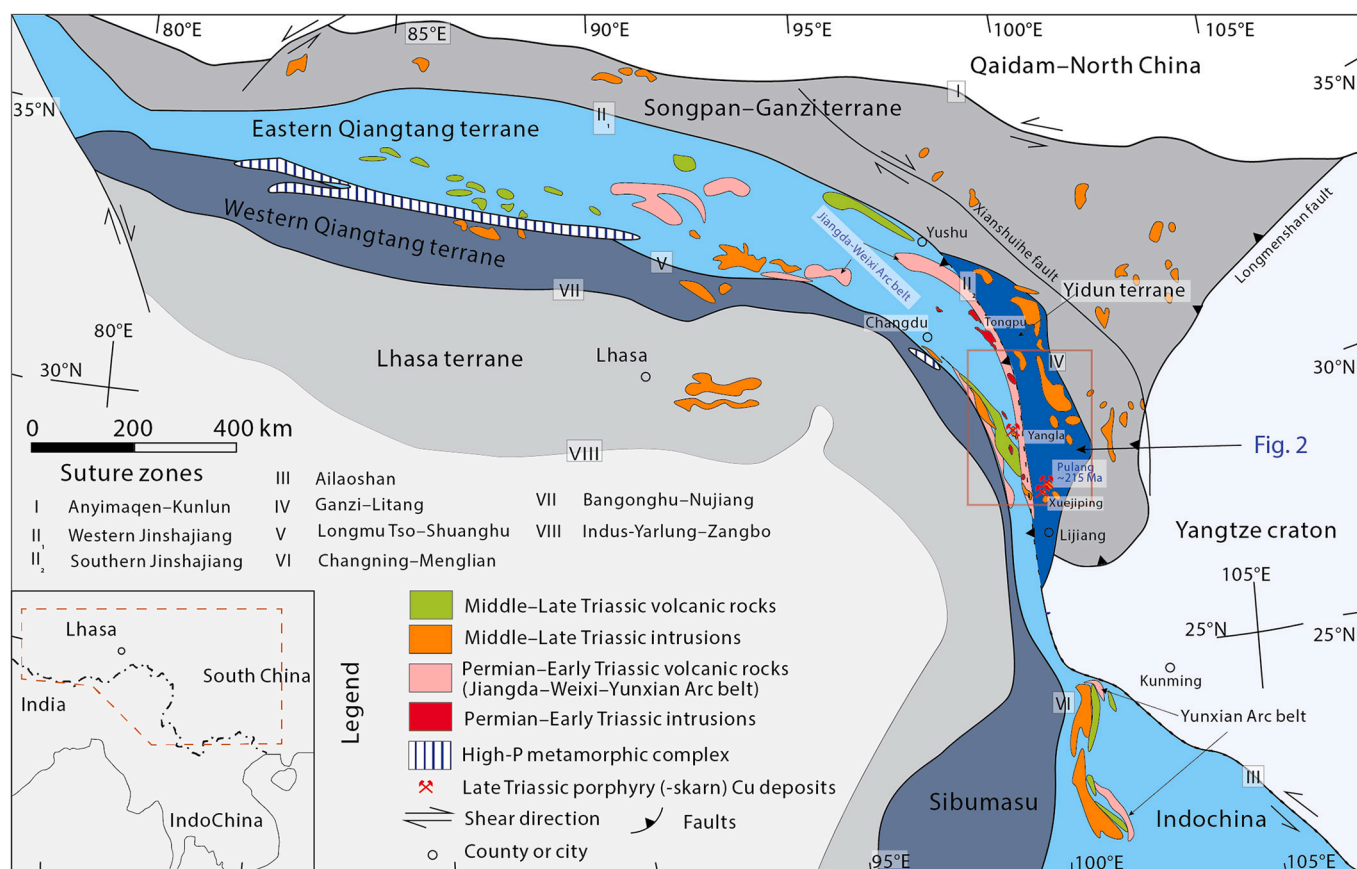 80°E
85°E
90°E
95°E
100°E
105°E
Qaidam–North China
35°N
35°N
I
Songpan–Ganzi terrane
II1
Eastern Qiangtang terrane
Western Qiangtang terrane
Jiangda-Weixi Arc belt
Yushu
Xianshuihe fault
Longmenshan fault
V
VII
II2
Yidun terrane
Changdu
Tongpu
80°E
30°N
Lhasa terrane
Lhasa
IV
30°N
0 200 400 km
Yangla
Fig. 2
VIII
Pulang
~215 Ma
Xuejiping
Lijiang
Yangtze craton
Suture zones
I Anyimaqen–Kunlun
II1 Western Jinshajiang
II2 Southern Jinshajiang
III Ailaoshan
IV Ganzi–Litang
V Longmu Tso–Shuanghu
VI Changning–Menglian
VII Bangonghu–Nujiang
VIII Indus-Yarlung–Zangbo
105°E
25°N
25°N
Kunming
VI
Yunxian Arc belt
III
Sibumasu
Indochina
95°E
100°E
105°E
Lhasa
South China
India
IndoChina
Legend
Middle–Late Triassic volcanic rocks
Middle–Late Triassic intrusions
Permian–Early Triassic volcanic rocks
(Jiangda–Weixi–Yunxian Arc belt)
Permian–Early Triassic intrusions
High-P metamorphic complex
Late Triassic porphyry (-skarn) Cu deposits
Shear direction
Faults
County or city